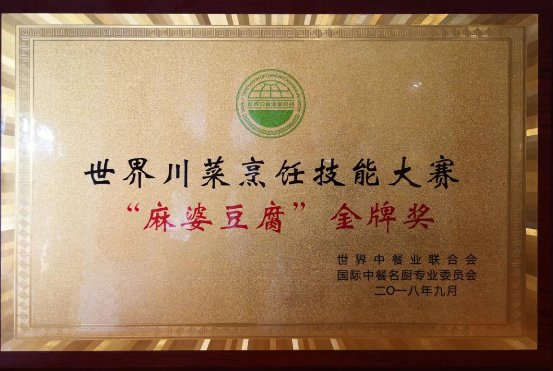 世界川菜烹饪技能大赛
“麻婆豆腐”金牌奖
世界中餐业联合会
国际中餐名厨专业委员会
二〇一八年九月